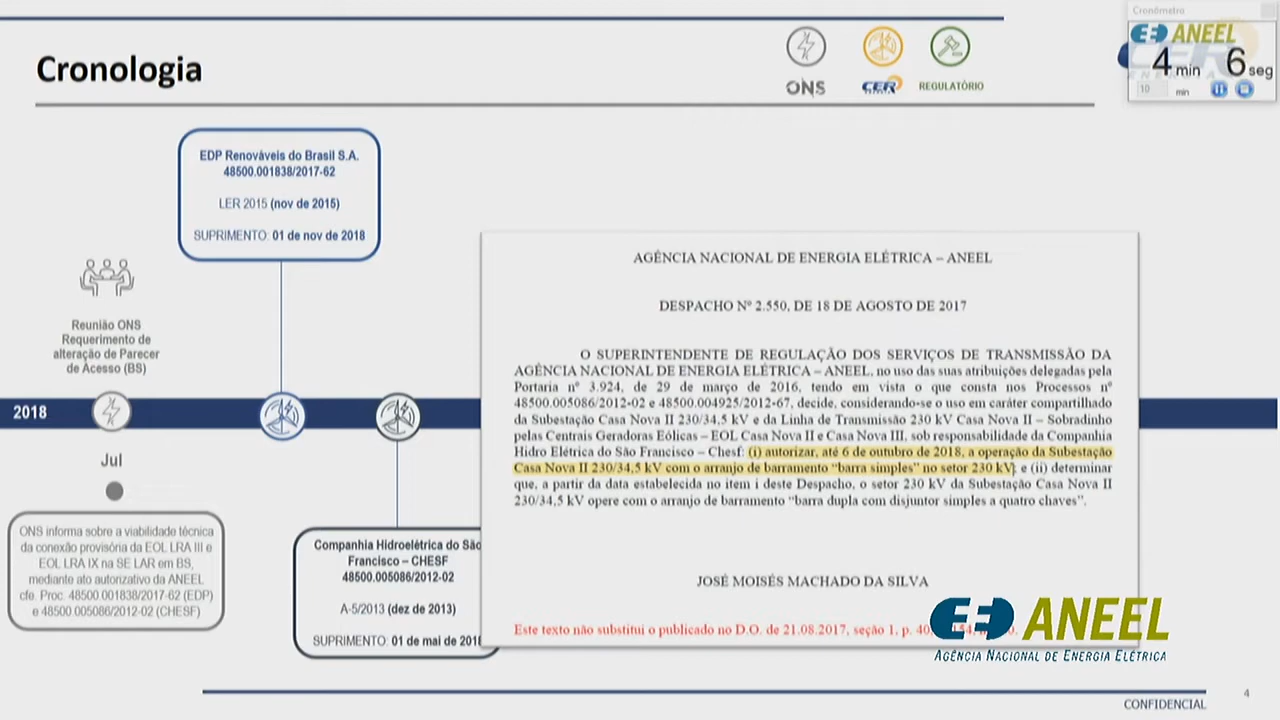 Cronologia
ONS
CER
REGULATÓRIO
Cronômetro
ANEEL
4 min 6 seg
10 min
EDP Renováveis do Brasil S.A.
48500.001838/2017-62
LER 2015 (nov de 2015)
SUPRIMENTO: 01 de nov de 2018
Reunião ONS
Requerimento de
alteração de Parecer
de Acesso (BS)
2018
Jul
ONS informa sobre a viabilidade técnica
da conexão provisória da EOL LRA III e
EOL LRA IX na SE LAR em BS,
mediante ato autorizativo da ANEEL
cfe. Proc. 48500 001838/2017-62 (EDP)
e 48500.005086/2012-02 (CHESF)
Companhia Hidroelétrica do São
Francisco – CHESF
48500.005086/2012-02
A-5/2013 (dez de 2013)
SUPRIMENTO: 01 de mai de 2018
AGÊNCIA NACIONAL DE ENERGIA ELÉTRICA – ANEEL
DESPACHO Nº 2.550, DE 18 DE AGOSTO DE 2017
O SUPERINTENDENTE DE REGULAÇÃO DOS SERVIÇOS DE TRANSMISSÃO DA
AGÊNCIA NACIONAL DE ENERGIA ELÉTRICA – ANEEL, no uso das suas atribuições delegadas pela
Portaria nº 3.924, de 29 de março de 2016, tendo em vista o que consta nos Processos nº
48500.005086/2012-02 e 48500.004925/2012-67, decide, considerando-se o uso em caráter compartilhado
da Subestação Casa Nova II 230/34,5 kV e da Linha de Transmissão 230 kV Casa Nova II – Sobradinho
pelas Centrais Geradoras Eólicas – EOL Casa Nova II e Casa Nova III, sob responsabilidade da Companhia
Hidro Elétrica do São Francisco – Chesf: (i) autorizar, até 6 de outubro de 2018, a operação da Subestação
Casa Nova II 230/34,5 kV com o arranjo de barramento “barra simples” no setor 230 kV; e (ii) determinar
que, a partir da data estabelecida no item i deste Despacho, o setor 230 kV da Subestação Casa Nova II
230/34,5 kV opere com o arranjo de barramento “barra dupla com disjuntor simples a quatro chaves”.
JOSÉ MOISÉS MACHADO DA SILVA
Este texto não substitui o publicado no D.O. de 21.08.2017, seção 1, p.
ANEEL
AGÊNCIA NACIONAL DE ENERGIA ELÉTRICA
CONFIDENCIAL
4